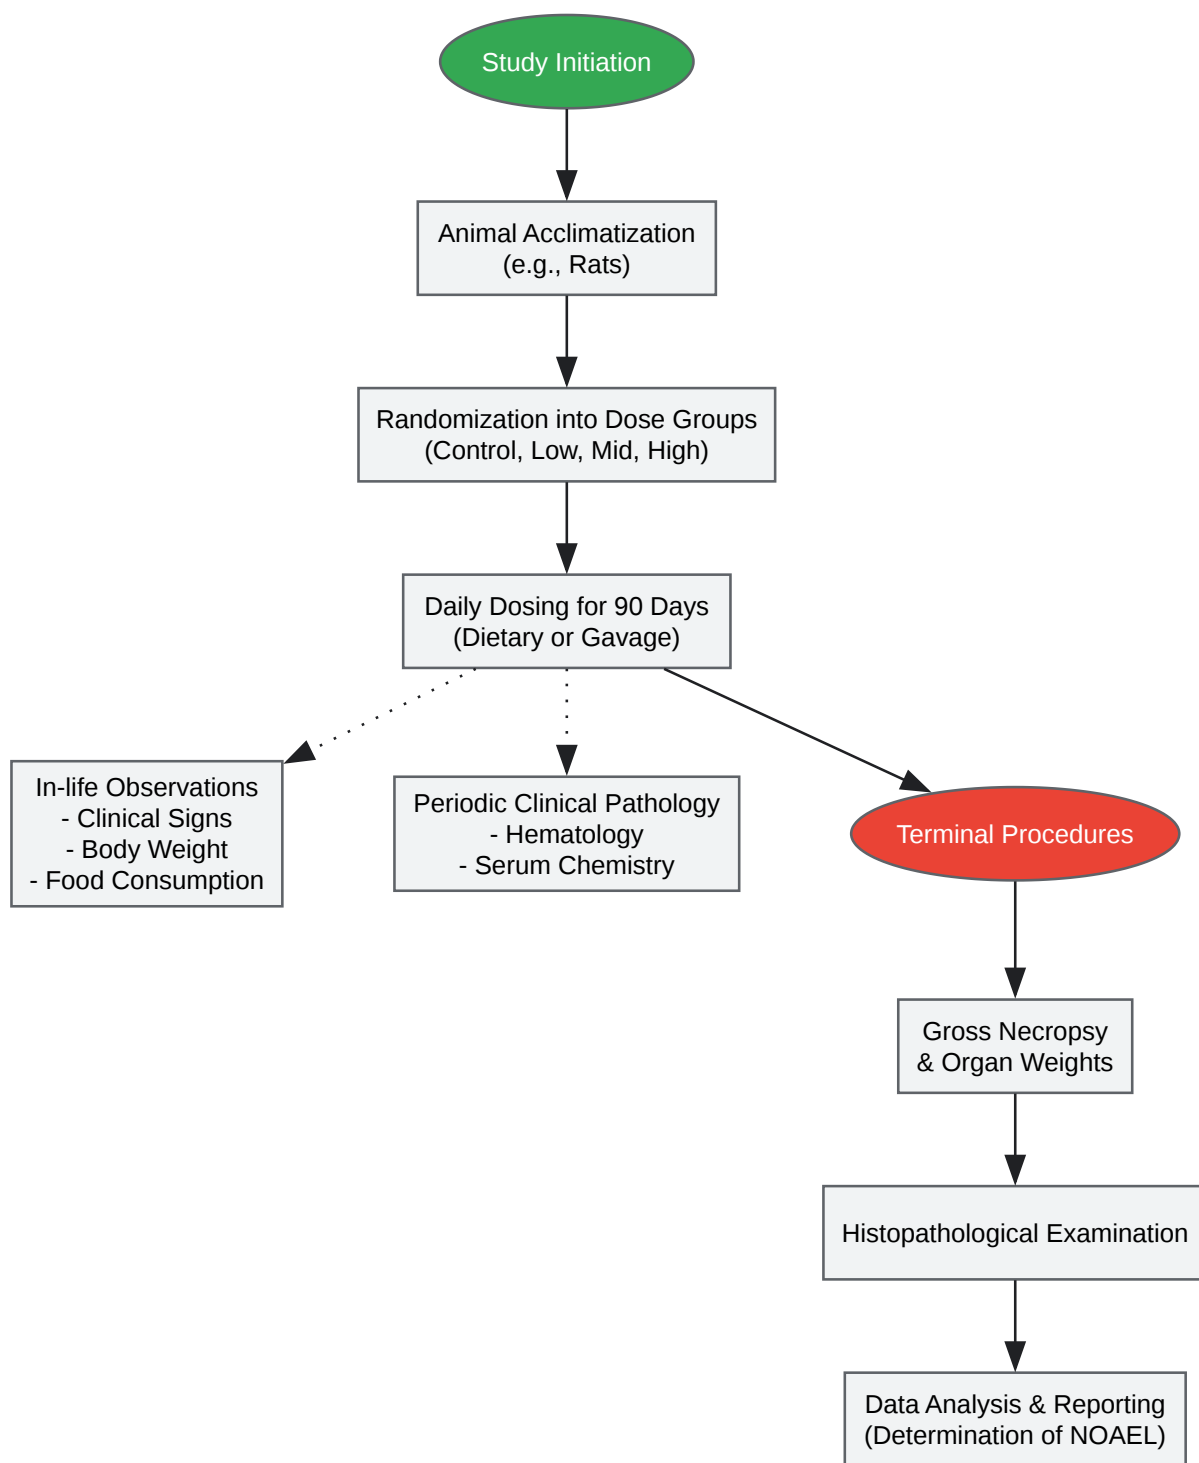 Study Initiation
Animal Acclimatization
(e.g., Rats)
Randomization into Dose Groups
(Control, Low, Mid, High)
Daily Dosing for 90 Days
(Dietary or Gavage)
In-life Observations
- Clinical Signs
- Body Weight
- Food Consumption
Periodic Clinical Pathology
- Hematology
- Serum Chemistry
Terminal Procedures
Gross Necropsy
& Organ Weights
Histopathological Examination
Data Analysis & Reporting
(Determination of NOAEL)